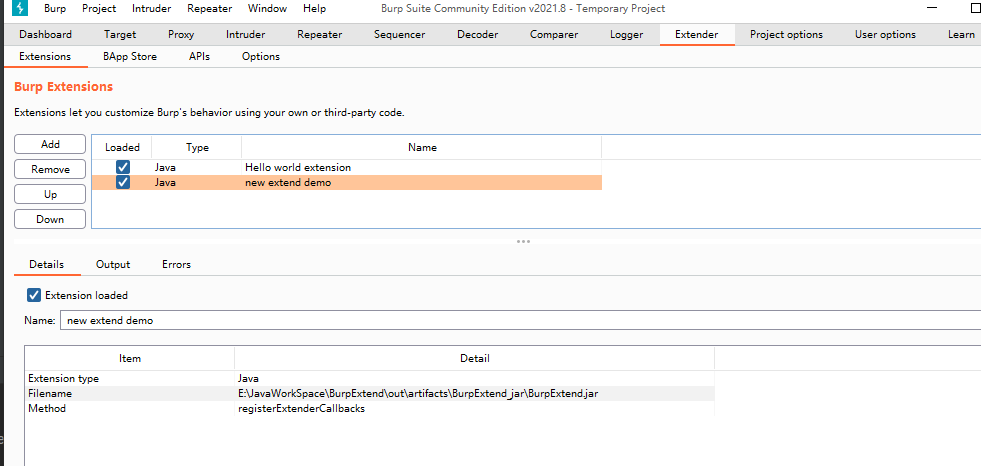 Burp Project Intruder Repeater Window Help Burp Suite Community Edition v2021.8 - Temporary Project
Dashboard Target Proxy Intruder Repeater Sequencer Decoder Comparer Logger Extender Project options User options Learn
Extensions BApp Store APIs Options
Burp Extensions
Extensions let you customize Burp's behavior using your own or third-party code.
Add Loaded Type Name
Remove Java Hello world extension
Up Java new extend demo
Down
Details Output Errors
Extension loaded
Name: new extend demo
Item Detail
Extension type Java
Filename E:\JavaWorkSpace\BurpExtend\out\artifacts\BurpExtend_jar\BurpExtend.jar
Method registerExtenderCallbacks